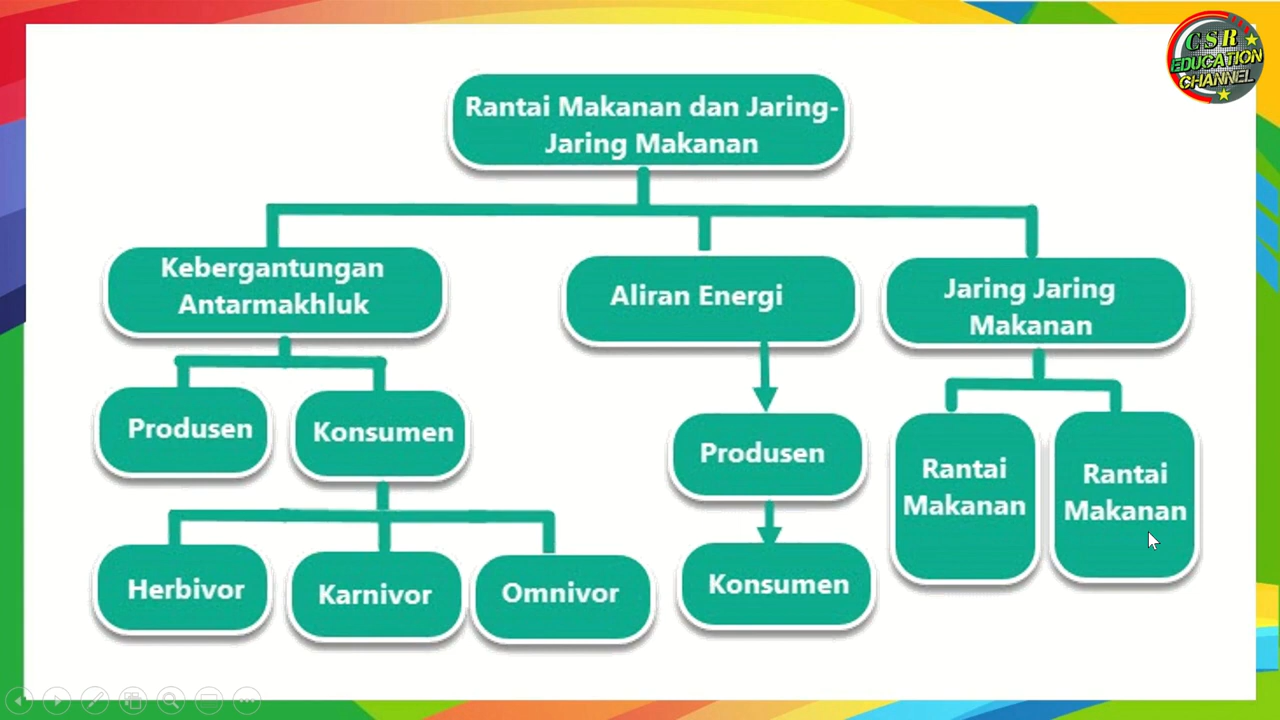 CSR
EDUCATION
CHANNEL
Rantai Makanan dan Jaring-
Jaring Makanan
Kebergantungan
Antarmakhluk
Aliran Energi
Jaring Jaring
Makanan
Produsen
Konsumen
Produsen
Rantai
Makanan
Rantai
Makanan
Herbivor
Karnivor
Omnivor
Konsumen